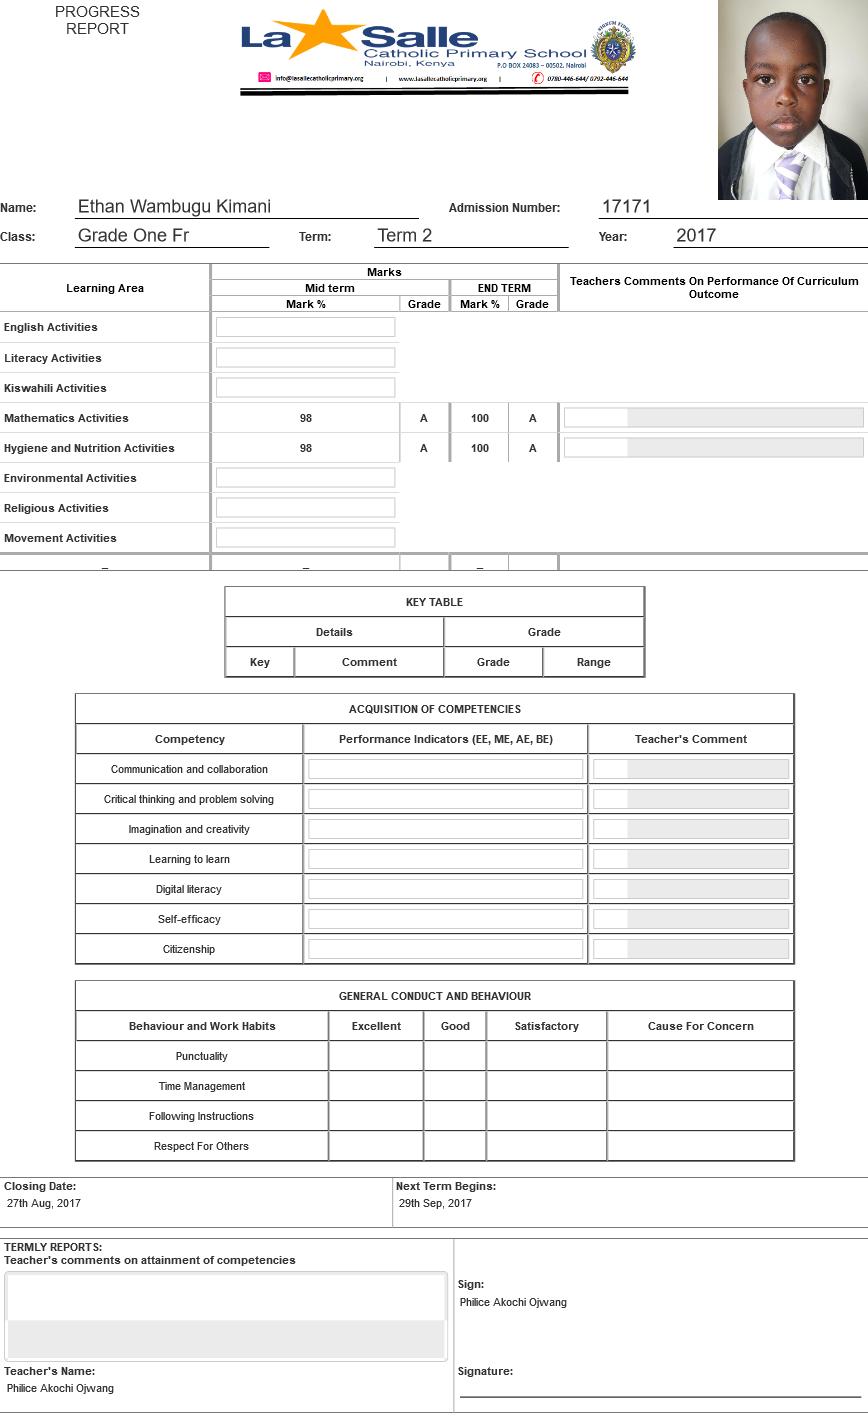 PROGRESS
REPORT
La Salle
Catholic Primary School
Nairobi, Kenya
P.O BOX 24083 – 00502. Nairobi
info@lasallecatholicprimary.org | www.lasallecatholicprimary.org | 0780-446-644/ 0792-446-644
Name: Ethan Wambugu Kimani Admission Number: 17171
Class: Grade One Fr Term: Term 2 Year: 2017
Learning Area Marks Teachers Comments On Performance Of Curriculum Outcome
Mid term END TERM
Mark % Grade Mark % Grade
English Activities
Literacy Activities
Kiswahili Activities
Mathematics Activities 98 A 100 A
Hygiene and Nutrition Activities 98 A 100 A
Environmental Activities
Religious Activities
Movement Activities
– – –
KEY TABLE
Details Grade
Key Comment Grade Range
ACQUISITION OF COMPETENCIES
Competency Performance Indicators (EE, ME, AE, BE) Teacher's Comment
Communication and collaboration
Critical thinking and problem solving
Imagination and creativity
Learning to learn
Digital literacy
Self-efficacy
Citizenship
GENERAL CONDUCT AND BEHAVIOUR
Behaviour and Work Habits Excellent Good Satisfactory Cause For Concern
Punctuality
Time Management
Following Instructions
Respect For Others
Closing Date: Next Term Begins:
27th Aug, 2017 29th Sep, 2017
TERMLY REPORTS:
Teacher's comments on attainment of competencies
Sign:
Philice Akochi Ojwang
Teacher's Name: Signature:
Philice Akochi Ojwang